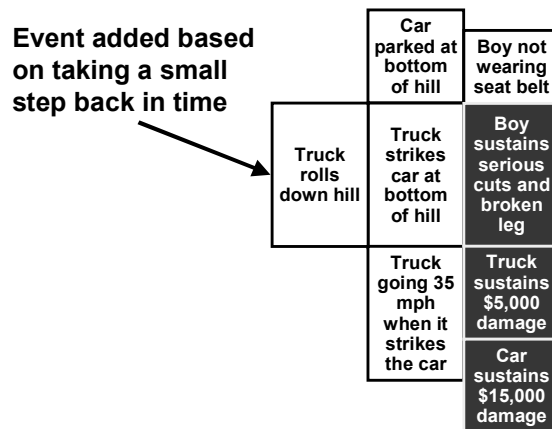 Event added based
on taking a small
step back in time
Car
parked at
bottom
of hill
Boy not
wearing
seat belt
Truck
rolls
down hill
Truck
strikes
car at
bottom
of hill
Boy
sustains
serious
cuts and
broken
leg
Truck
going 35
mph
when it
strikes
the car
Truck
sustains
$5,000
damage
Car
sustains
$15,000
damage